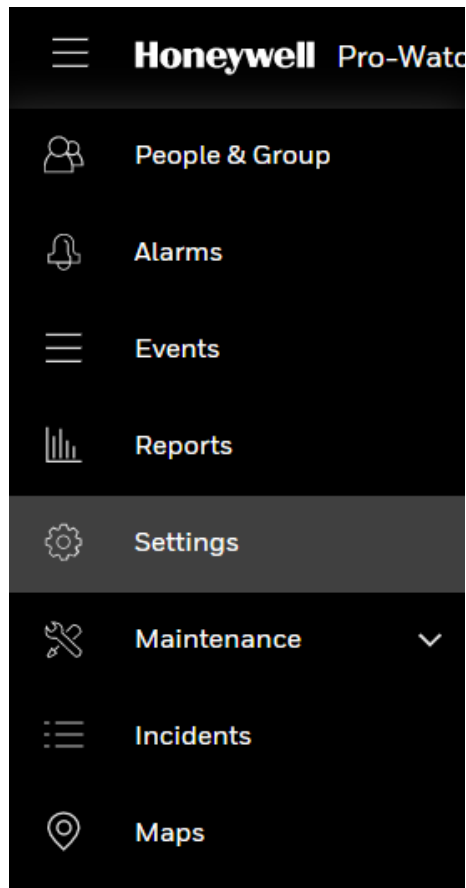 Honeywell Pro-Watc
People & Group
Alarms
Events
Reports
Settings
Maintenance
Incidents
Maps